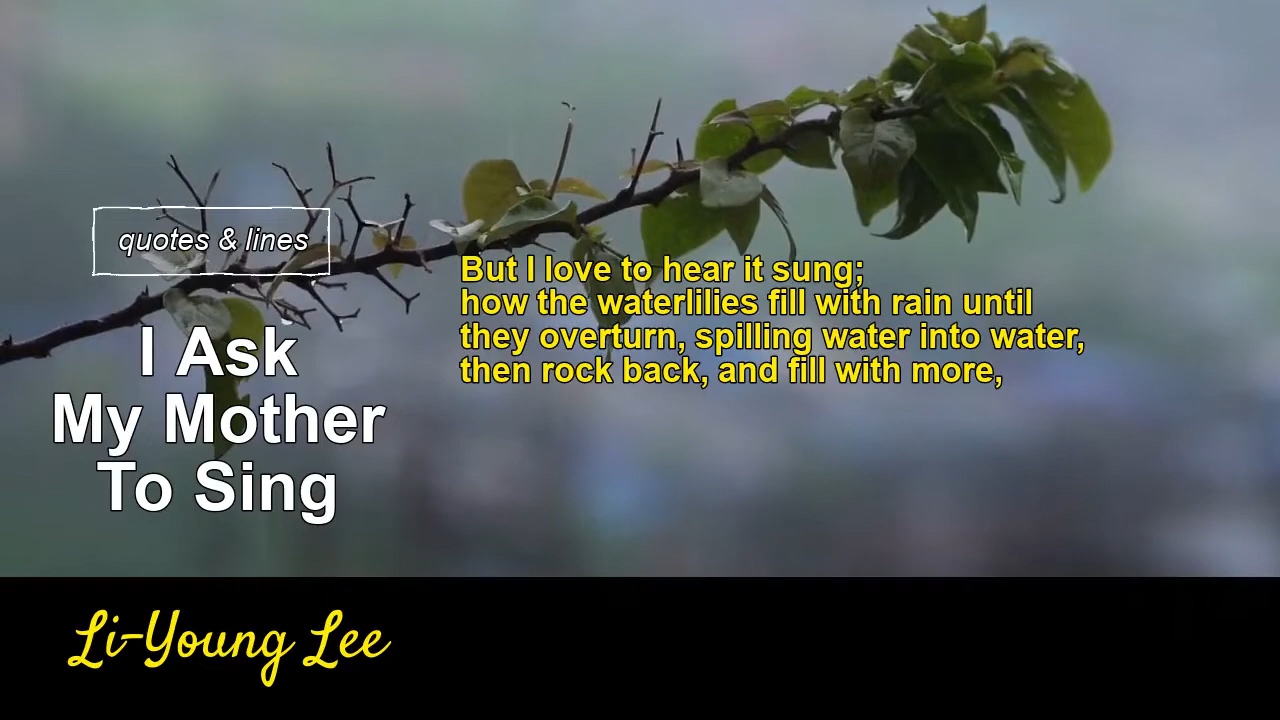 quotes & lines
I Ask
My Mother
To Sing
But I love to hear it sung;
how the waterlilies fill with rain until
they overturn, spilling water into water,
then rock back, and fill with more,
Li-Young Lee